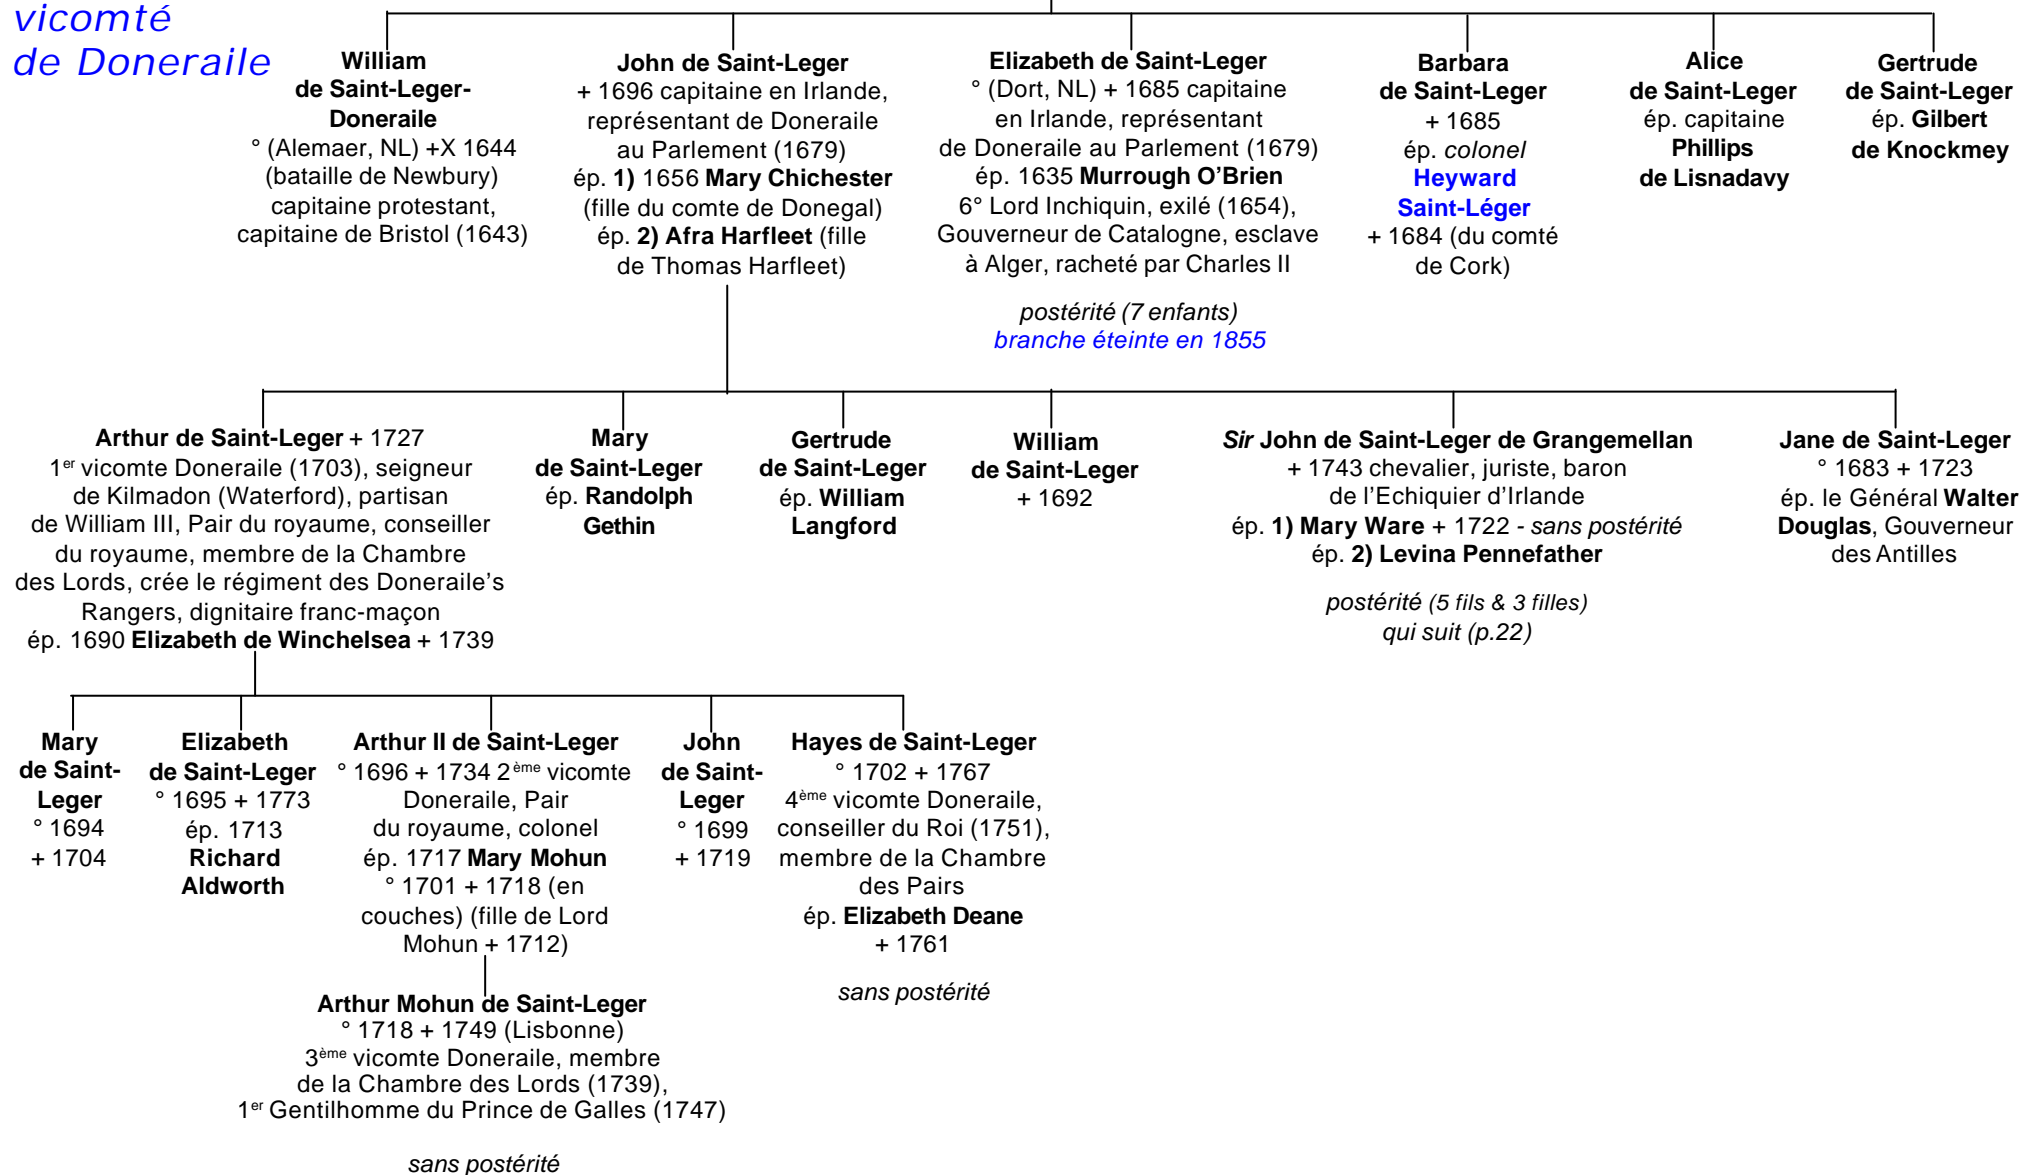 vicomté
de Doneraile
William
de Saint-Leger-
Doneraile
° (Alemaer, NL) +X 1644
(bataille de Newbury)
capitaine protestant,
capitaine de Bristol (1643)
John de Saint-Leger
+ 1696 capitaine en Irlande,
représentant de Doneraile
au Parlement (1679)
ép. 1) 1656 Mary Chichester
(fille du comte de Donegal)
ép. 2) Afra Harfleet (fille
de Thomas Harfleet)
Elizabeth de Saint-Leger
° (Dort, NL) + 1685 capitaine
en Irlande, représentant
de Doneraile au Parlement (1679)
ép. 1635 Murrough O’Brien
6° Lord Inchiquin, exilé (1654),
Gouverneur de Catalogne, esclave
à Alger, racheté par Charles II
postérité (7 enfants)
branche éteinte en 1855
Barbara
de Saint-Leger
+ 1685
ép. colonel
Heyward
Saint-Léger
+ 1684 (du comté
de Cork)
Alice
de Saint-Leger
ép. capitaine
Phillips
de Lisnadavy
Gertrude
de Saint-Leger
ép. Gilbert
de Knockmey
Arthur de Saint-Leger + 1727
1er vicomte Doneraile (1703), seigneur
de Kilmadon (Waterford), partisan
de William III, Pair du royaume, conseiller
du royaume, membre de la Chambre
des Lords, crée le régiment des Doneraile’s
Rangers, dignitaire franc-maçon
ép. 1690 Elizabeth de Winchelsea + 1739
Mary
de Saint-Leger
ép. Randolph
Gethin
Gertrude
de Saint-Leger
ép. William
Langford
William
de Saint-Leger
+ 1692
Sir John de Saint-Leger de Grangemellan
+ 1743 chevalier, juriste, baron
de l’Echiquier d’Irlande
ép. 1) Mary Ware + 1722 - sans postérité
ép. 2) Levina Pennefather
postérité (5 fils & 3 filles)
qui suit (p.22)
Jane de Saint-Leger
° 1683 + 1723
ép. le Général Walter
Douglas, Gouverneur
des Antilles
Mary
de Saint-
Leger
° 1694
+ 1704
Elizabeth
de Saint-Leger
° 1695 + 1773
ép. 1713
Richard
Aldworth
Arthur II de Saint-Leger
° 1696 + 1734 2ème vicomte
Doneraile, Pair
du royaume, colonel
ép. 1717 Mary Mohun
° 1701 + 1718 (en
couches) (fille de Lord
Mohun + 1712)
John
de Saint-
Leger
° 1699
+ 1719
Hayes de Saint-Leger
° 1702 + 1767
4ème vicomte Doneraile,
conseiller du Roi (1751),
membre de la Chambre
des Pairs
ép. Elizabeth Deane
+ 1761
sans postérité
Arthur Mohun de Saint-Leger
° 1718 + 1749 (Lisbonne)
3ème vicomte Doneraile, membre
de la Chambre des Lords (1739),
1er Gentilhomme du Prince de Galles (1747)
sans postérité